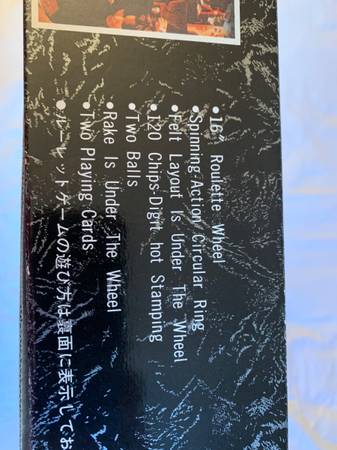 ●16" Roulette Wheel
●Spinning-Action Circular Ring
●Felt Layout Is Under The Wheel
●120 Chips-Digit hot Stamping
●Two Balls
●Rake Is Under The Wheel
●Two Playing Cards
●ルーレットゲームの遊び方は裏面に表示してお